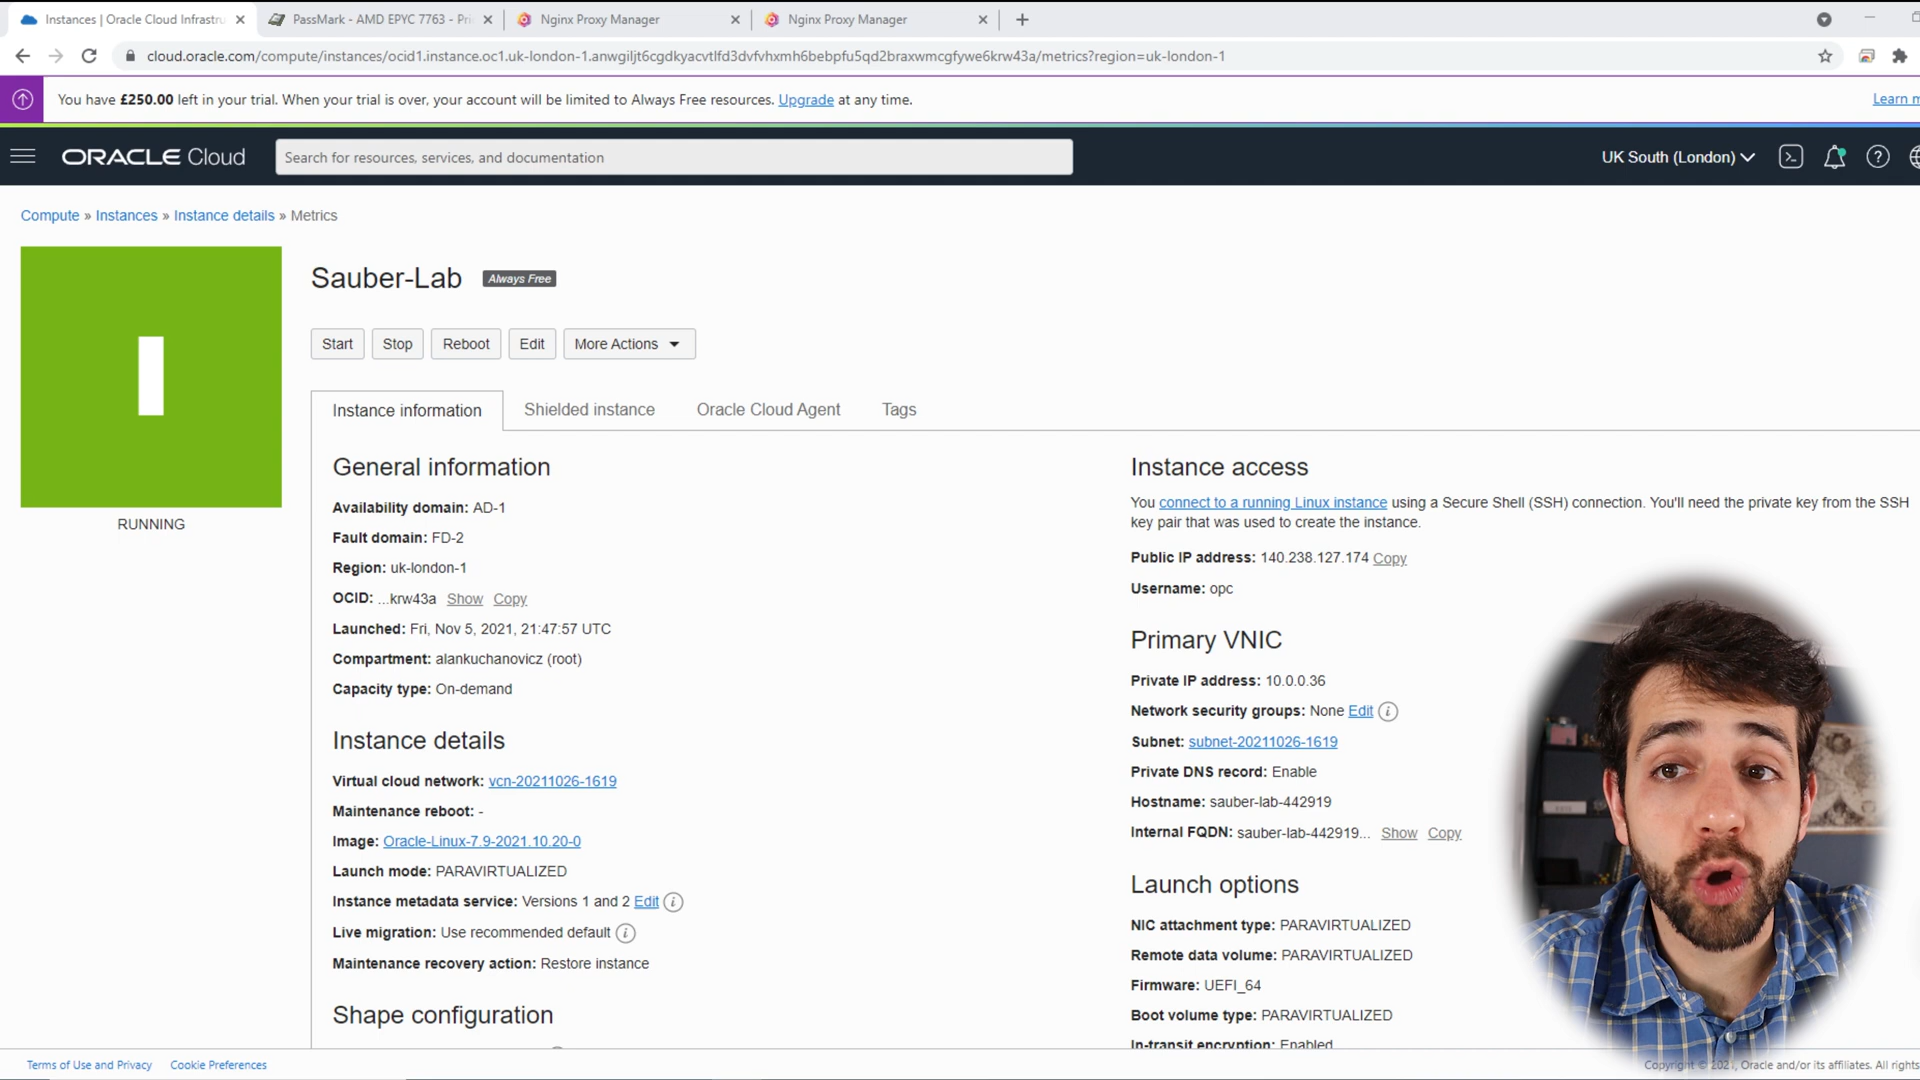 Instances | Oracle Cloud Infrastru
PassMark - AMD EPYC 7763 - Pri
Nginx Proxy Manager
Nginx Proxy Manager
cloud.oracle.com/compute/instances/ocid1.instance.oc1.uk-london-1.anwgiljt6cgdkyacvtlfd3dvfvhxmh6bebpfu5qd2braxwmcgfywe6krw43a/metrics?region=uk-london-1
You have £250.00 left in your trial. When your trial is over, your account will be limited to Always Free resources. Upgrade at any time.
Learn m
ORACLE Cloud
Search for resources, services, and documentation
UK South (London)
Compute » Instances » Instance details » Metrics
RUNNING
Sauber-Lab
Always Free
Start
Stop
Reboot
Edit
More Actions
Instance information
Shielded instance
Oracle Cloud Agent
Tags
General information
Availability domain: AD-1
Fault domain: FD-2
Region: uk-london-1
OCID: ...krw43a Show Copy
Launched: Fri, Nov 5, 2021, 21:47:57 UTC
Compartment: alankuchanovicz (root)
Capacity type: On-demand
Instance details
Virtual cloud network: vcn-20211026-1619
Maintenance reboot: -
Image: Oracle-Linux-7.9-2021.10.20-0
Launch mode: PARAVIRTUALIZED
Instance metadata service: Versions 1 and 2 Edit
Live migration: Use recommended default
Maintenance recovery action: Restore instance
Shape configuration
Instance access
You connect to a running Linux instance using a Secure Shell (SSH) connection. You'll need the private key from the SSH
key pair that was used to create the instance.
Public IP address: 140.238.127.174 Copy
Username: opc
Primary VNIC
Private IP address: 10.0.0.36
Network security groups: None Edit
Subnet: subnet-20211026-1619
Private DNS record: Enable
Hostname: sauber-lab-442919
Internal FQDN: sauber-lab-442919... Show Copy
Launch options
NIC attachment type: PARAVIRTUALIZED
Remote data volume: PARAVIRTUALIZED
Firmware: UEFI_64
Boot volume type: PARAVIRTUALIZED
In-transit encryption: Enabled
Terms of Use and Privacy
Cookie Preferences
Copyright © 2021, Oracle and/or its affiliates. All rights